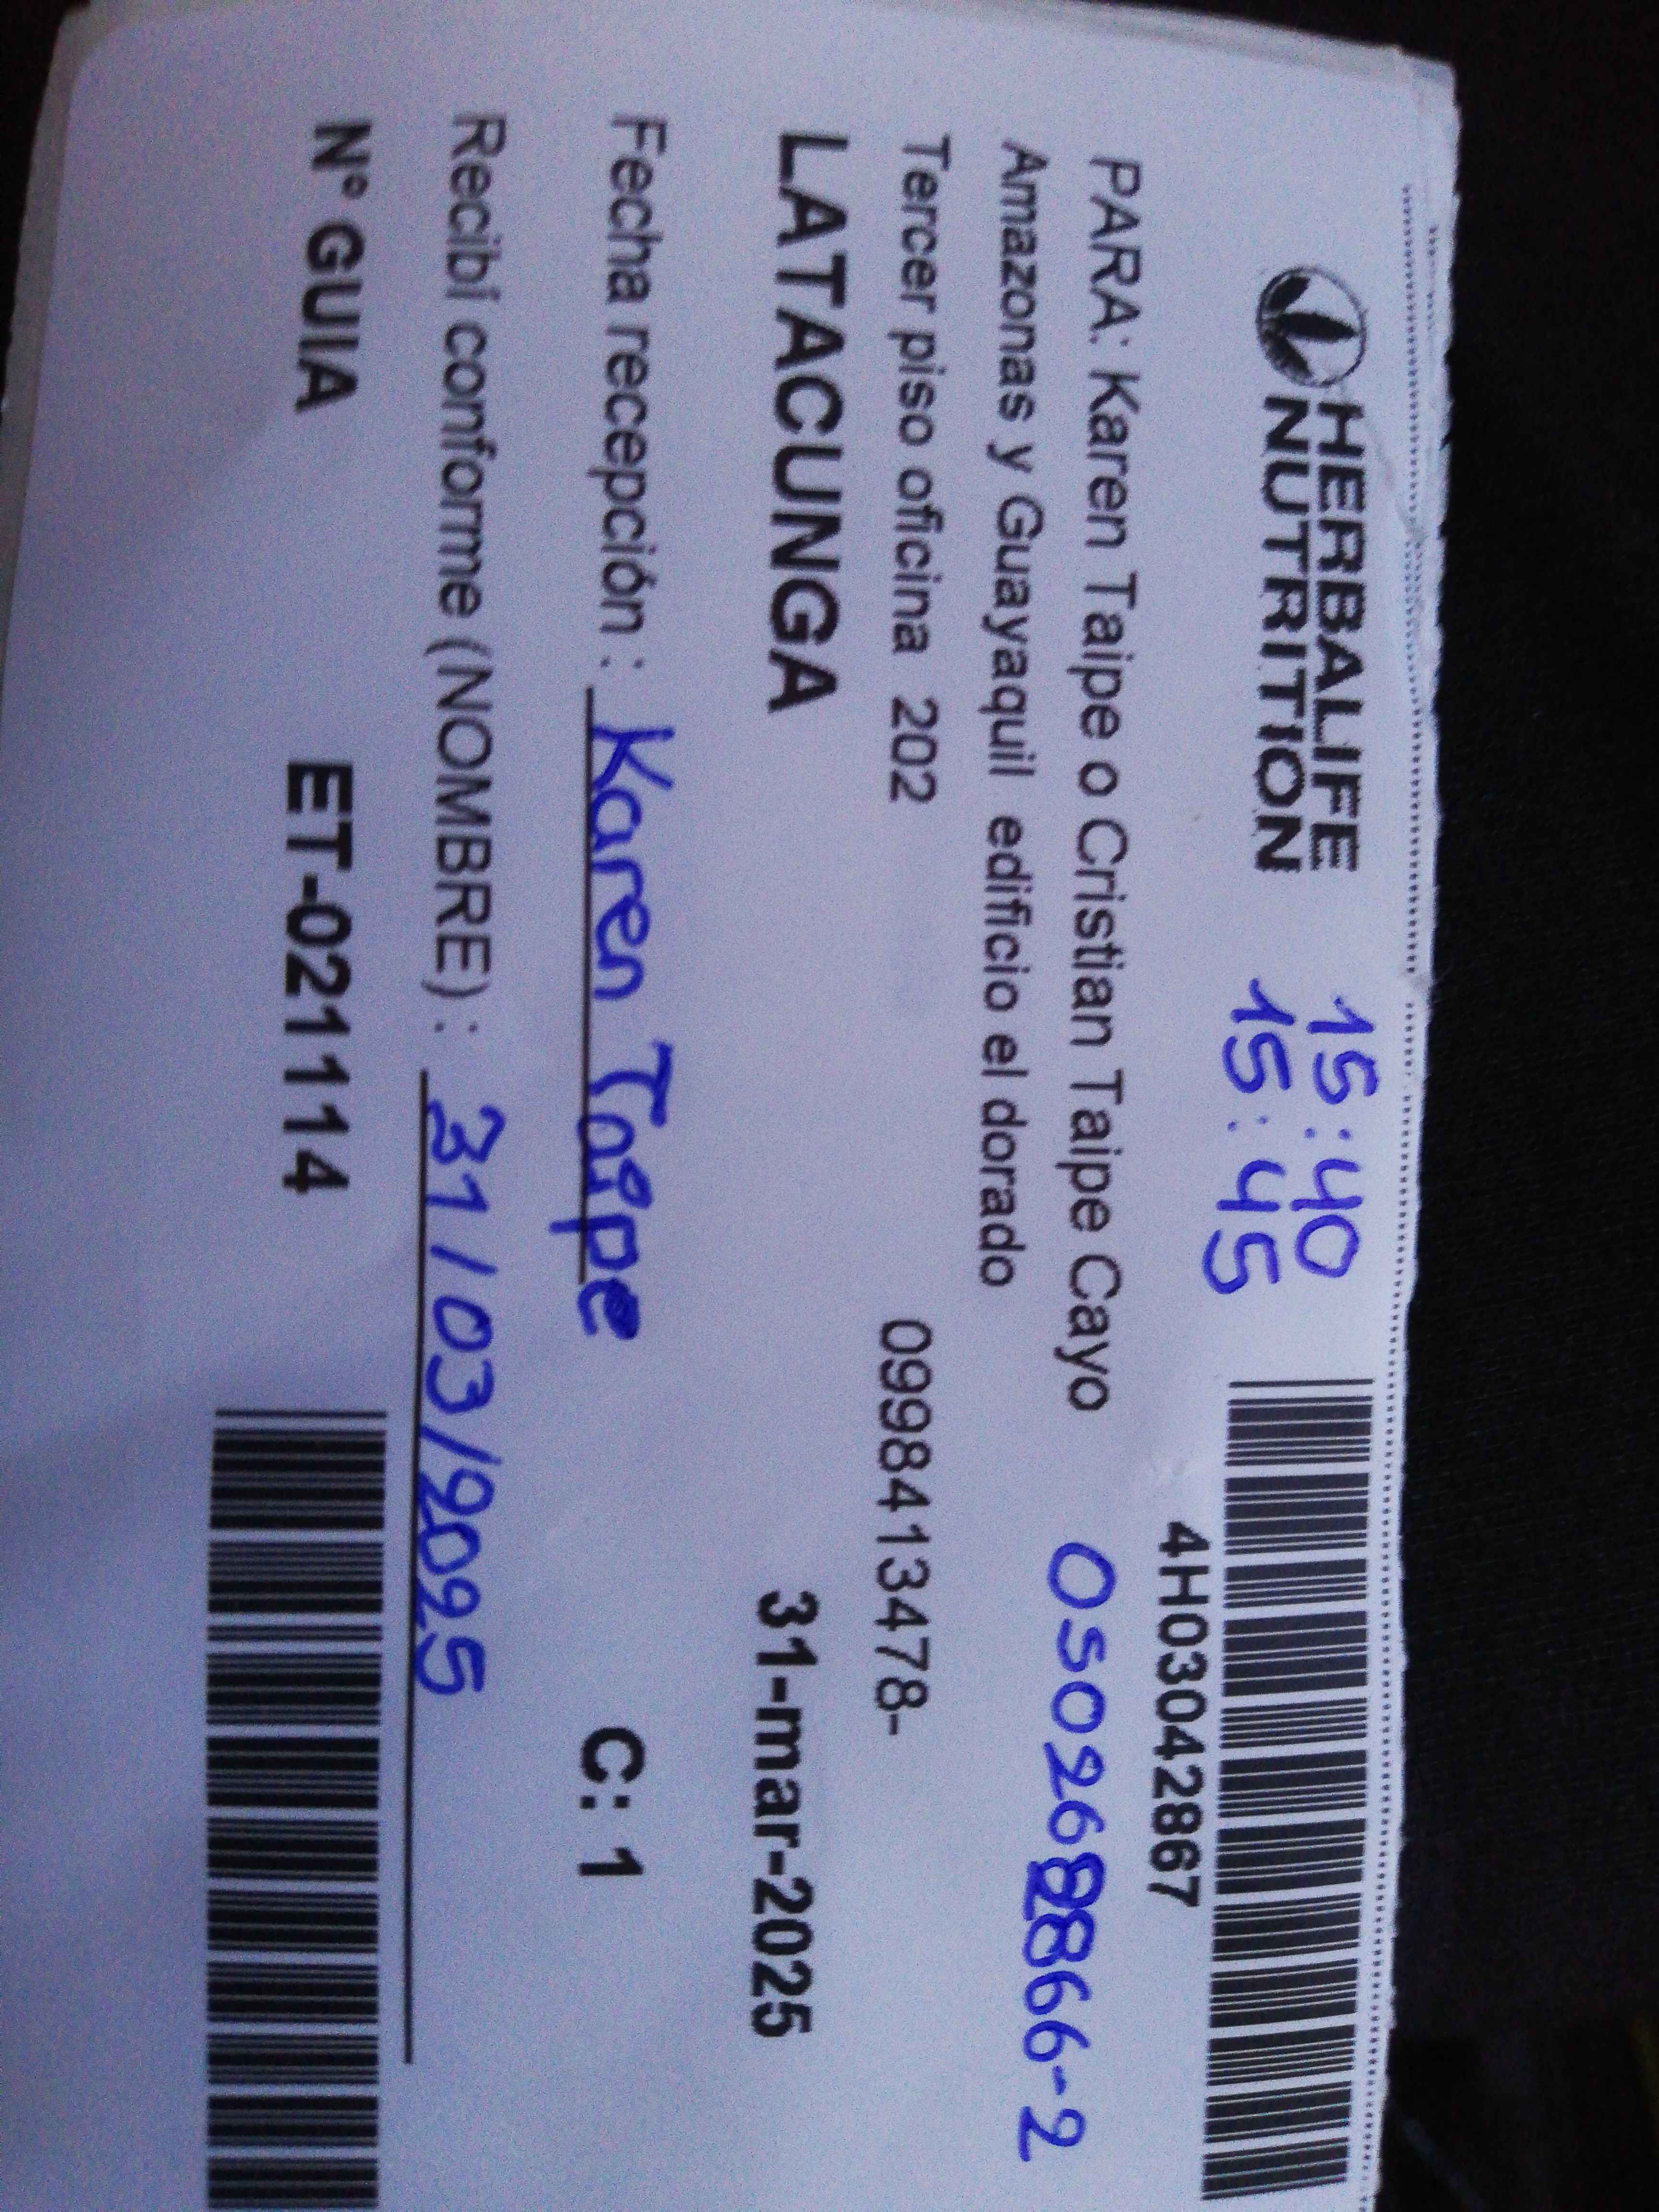 HERBALIFE
NUTRITION
15:40
15:45
4H03042867
PARA: Karen Taipe o Cristian Taipe Cayo
Amazonas y Guayaquil edificio el dorado
Tercer piso oficina 202 0998413478-
LATACUNGA 31-mar-2025
Fecha recepción : Karen Taipe C: 1
Recibí conforme (NOMBRE) : 31/03/2025
N° GUIA ET-021114